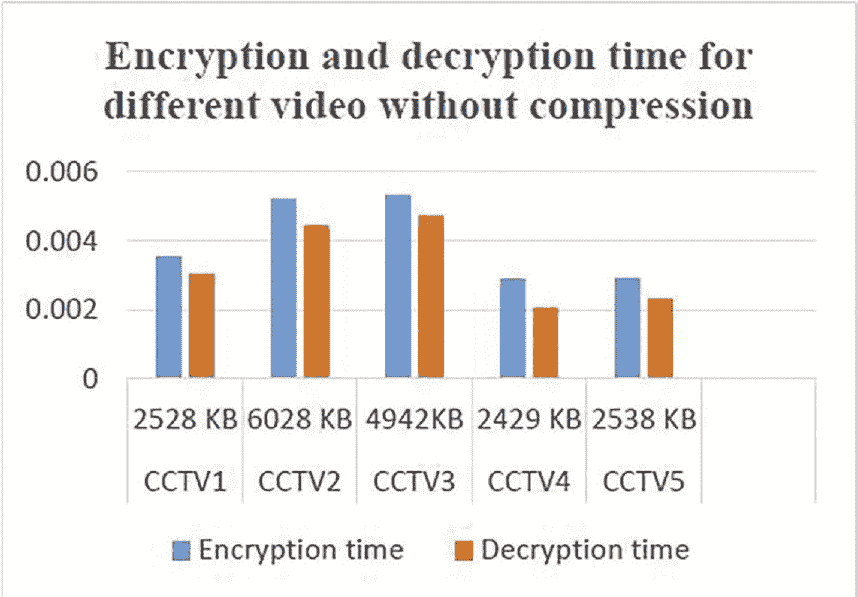 Encryption and decryption time for
different video without compression
0.006
0.004
0.002
0
2528 KB 6028 KB 4942KB 2429 KB 2538 KB
CCTV1 CCTV2 CCTV3 CCTV4 CCTV5
Encryption time Decryption time